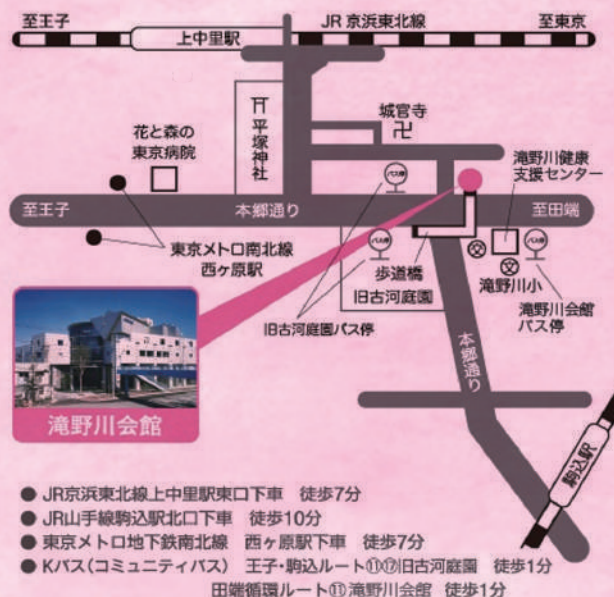 至王子
JR京浜東北線
至東京
上中里駅
平塚神社
城官寺
花と森の
東京病院
バス停
滝野川健康
支援センター
至王子
本郷通り
至田端
東京メトロ南北線
西ヶ原駅
バス停
歩道橋
旧古河庭園
文
バス停
文
滝野川小
旧古河庭園バス停
滝野川会館
バス停
本郷通り
滝野川会館
駒込駅
● JR京浜東北線上中里駅東口下車 徒歩7分
● JR山手線駒込駅北口下車 徒歩10分
● 東京メトロ地下鉄南北線 西ヶ原駅下車 徒歩7分
● Kバス(コミュニティバス) 王子・駒込ルート⑪⑰旧古河庭園 徒歩1分
田端循環ルート⑪滝野川会館 徒歩1分